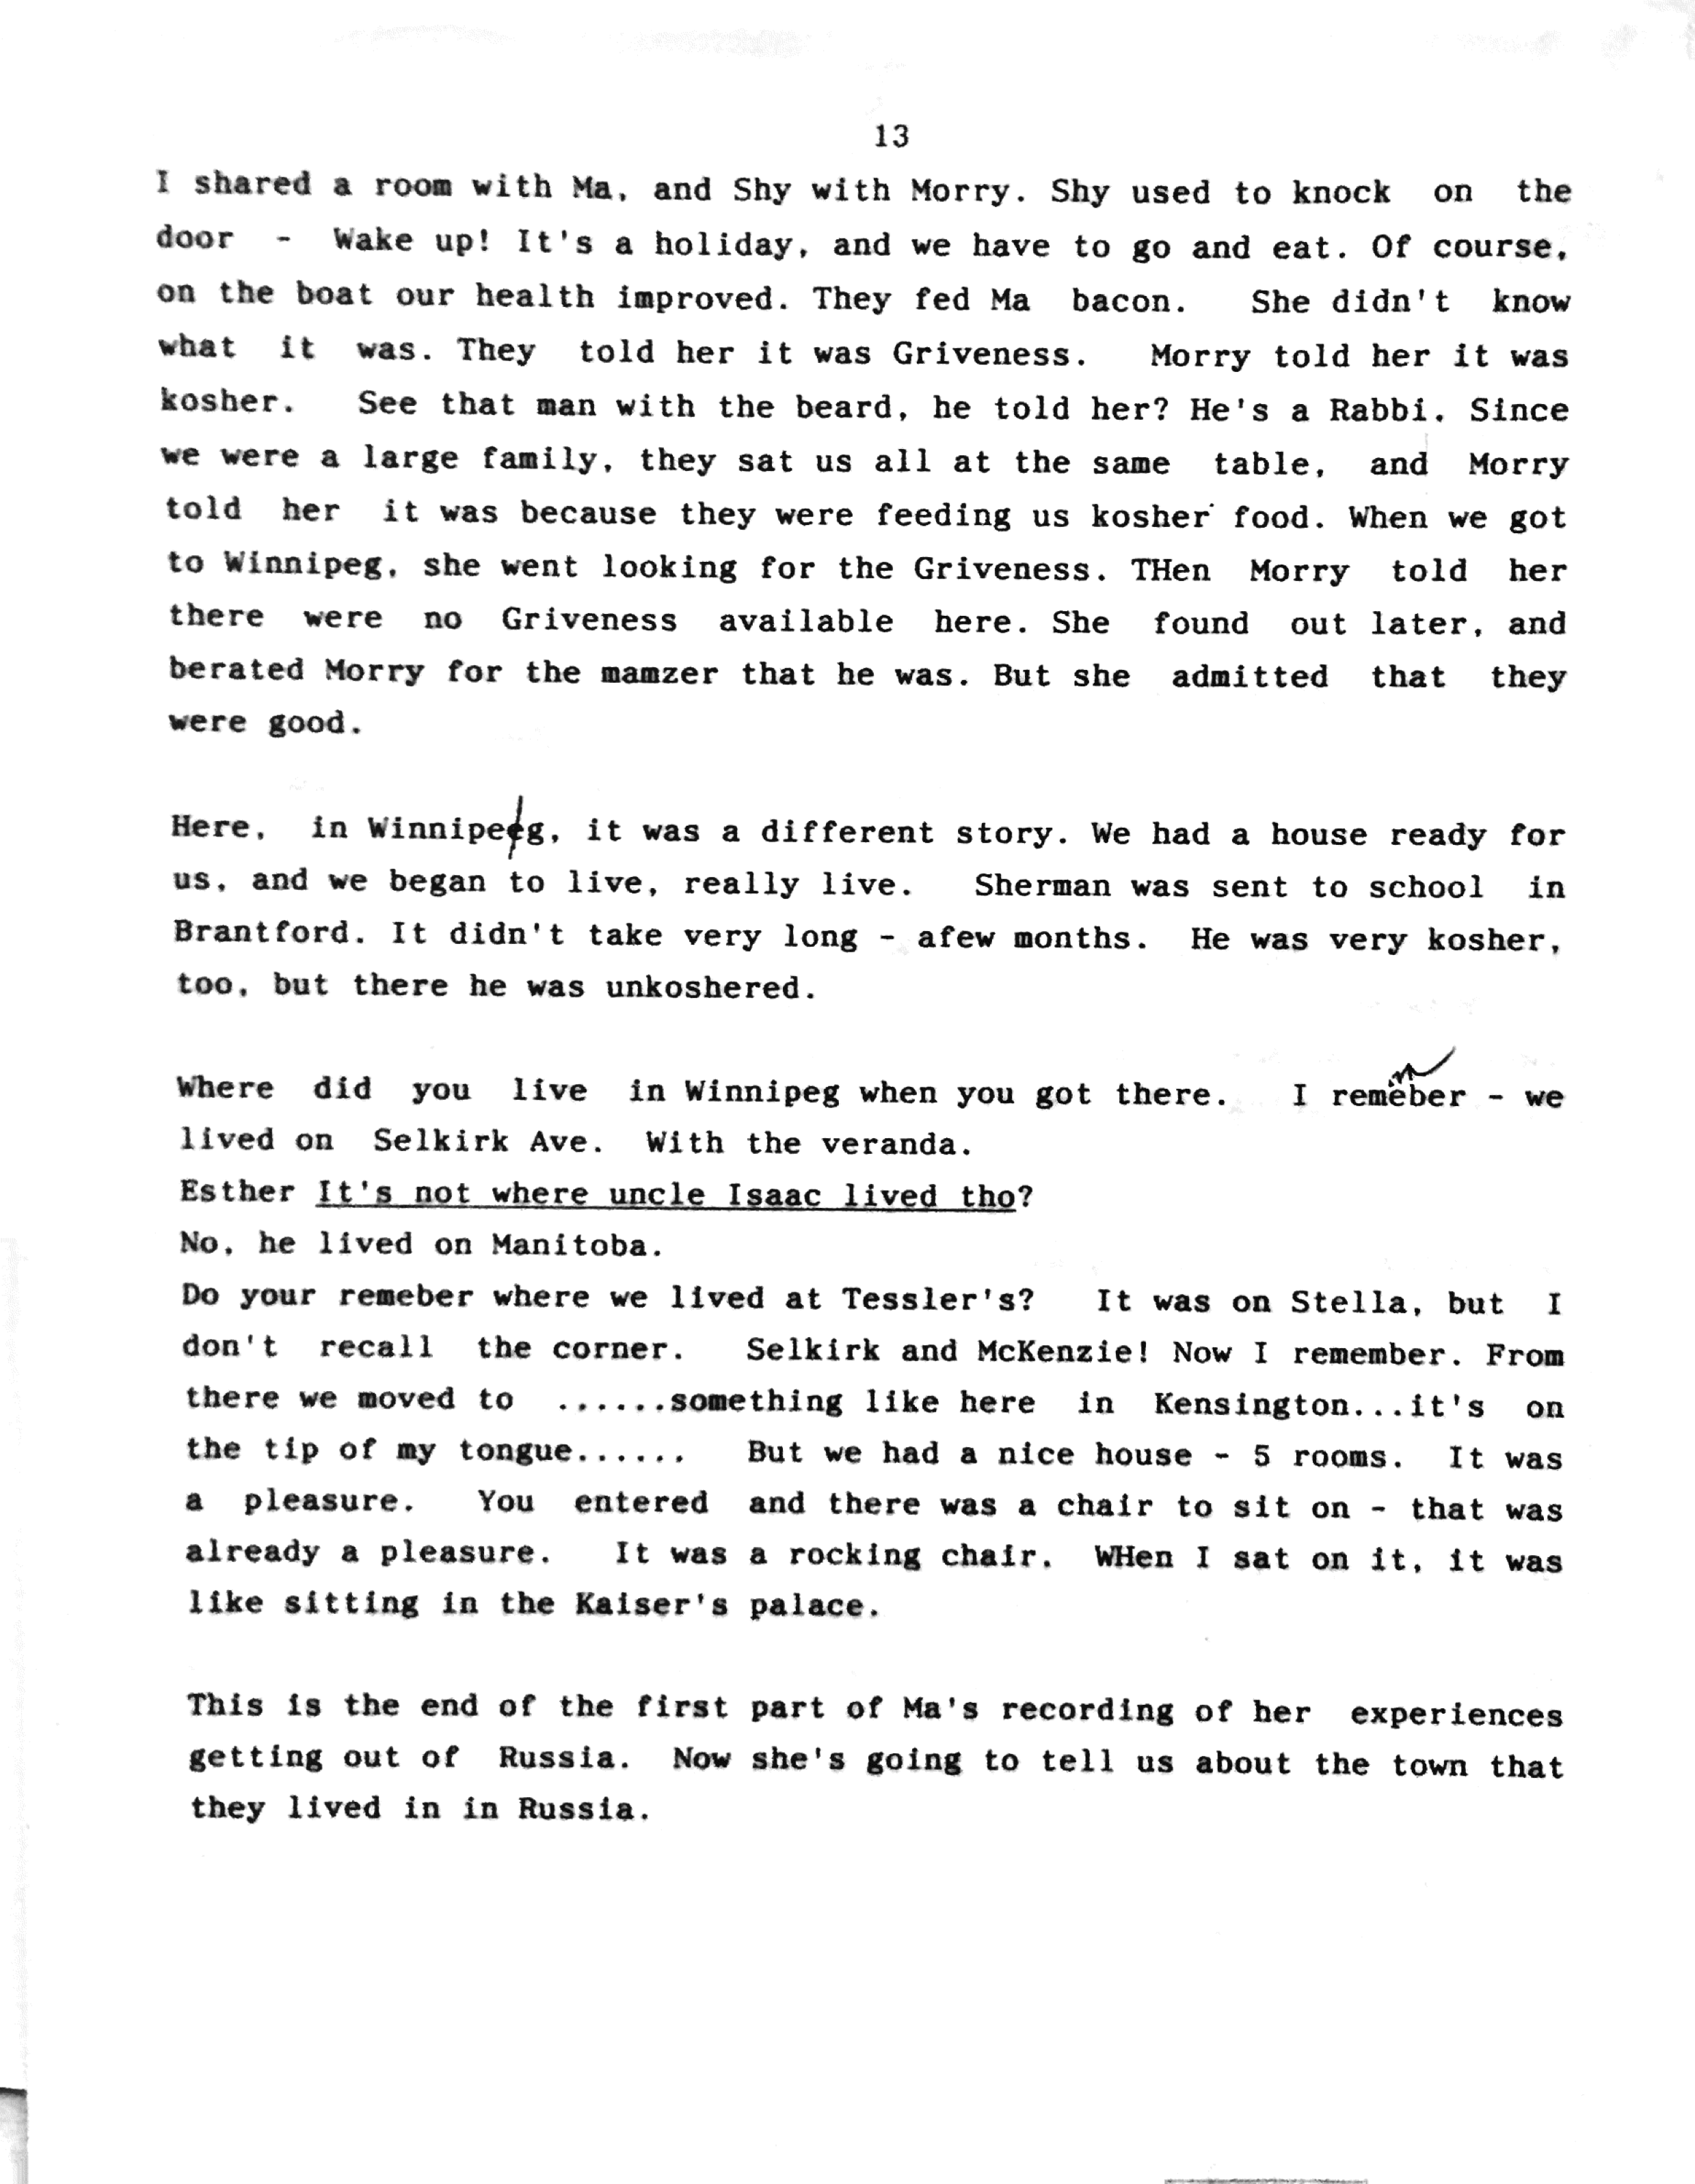 13
I shared a room with Ma, and Shy with Morry. Shy used to knock on the
door - Wake up! It's a holiday, and we have to go and eat. Of course,
on the boat our health improved. They fed Ma bacon. She didn't know
what it was. They told her it was Griveness. Morry told her it was
kosher. See that man with the beard, he told her? He's a Rabbi. Since
we were a large family, they sat us all at the same table, and Morry
told her it was because they were feeding us kosher food. When we got
to Winnipeg, she went looking for the Griveness. THen Morry told her
there were no Griveness available here. She found out later, and
berated Morry for the mamzer that he was. But she admitted that they
were good.
Here, in Winnipeeg, it was a different story. We had a house ready for
us, and we began to live, really live. Sherman was sent to school in
Brantford. It didn't take very long - afew months. He was very kosher,
too, but there he was unkoshered.
m
Where did you live in Winnipeg when you got there. I remeber - we
lived on Selkirk Ave. With the veranda.
Esther It's not where uncle Isaac lived tho?
No, he lived on Manitoba.
Do your remeber where we lived at Tessler's? It was on Stella, but I
don't recall the corner. Selkirk and McKenzie! Now I remember. From
there we moved to ......something like here in Kensington...it's on
the tip of my tongue...... But we had a nice house - 5 rooms. It was
a pleasure. You entered and there was a chair to sit on - that was
already a pleasure. It was a rocking chair. WHen I sat on it, it was
like sitting in the Kaiser's palace.
This is the end of the first part of Ma's recording of her experiences
getting out of Russia. Now she's going to tell us about the town that
they lived in in Russia.